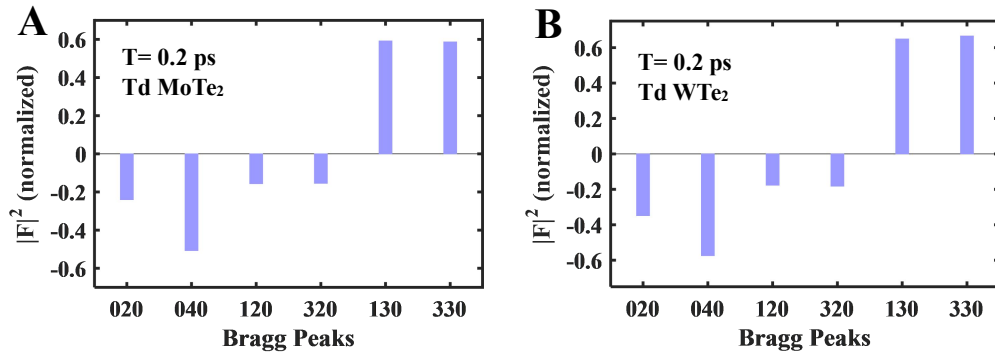 A
T= 0.2 ps
Td MoTe₂
|F|² (normalized)
0.6
0.4
0.2
0
-0.2
-0.4
-0.6
020 040 120 320 130 330
Bragg Peaks
B
T= 0.2 ps
Td WTe₂
|F|² (normalized)
0.6
0.4
0.2
0
-0.2
-0.4
-0.6
020 040 120 320 130 330
Bragg Peaks